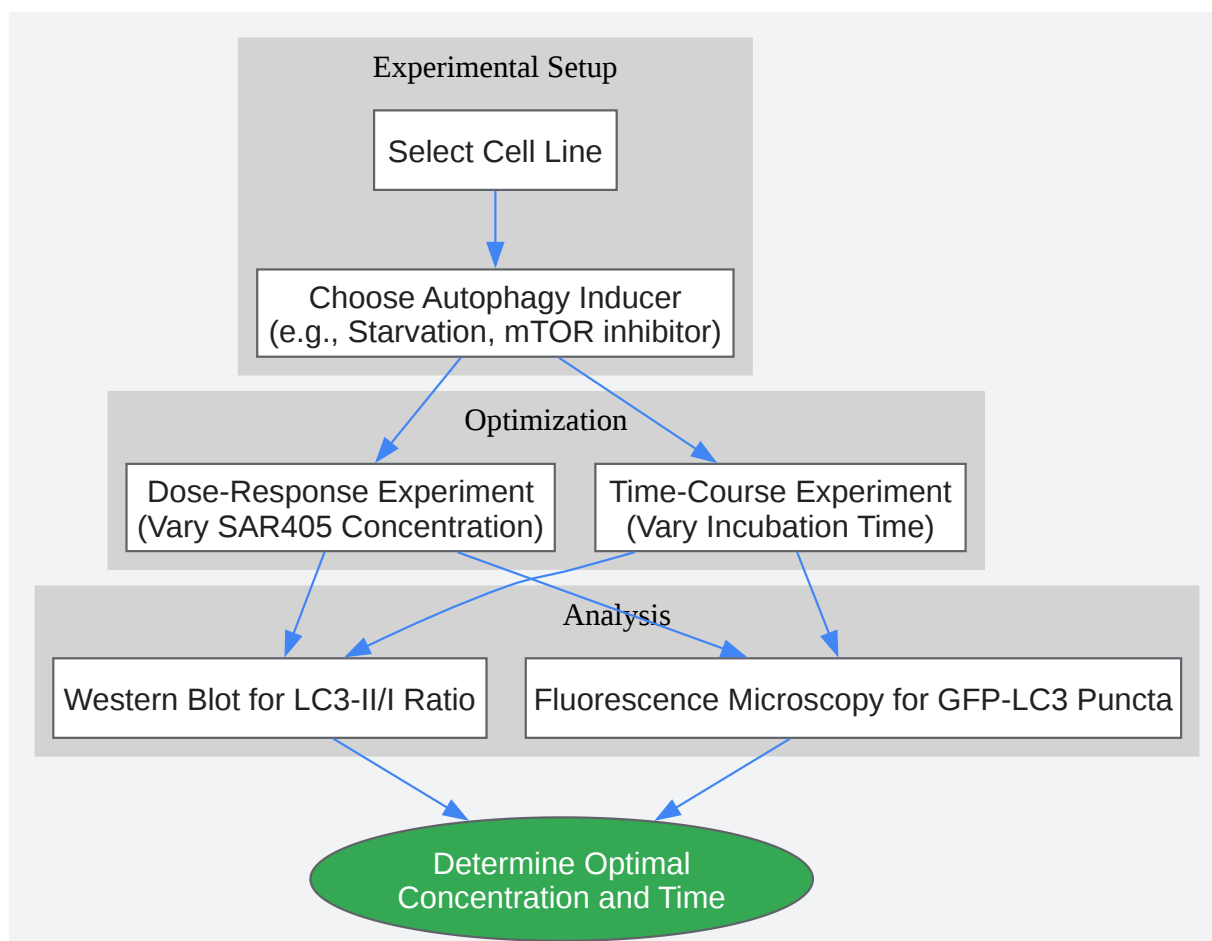 Experimental Setup
Select Cell Line
Choose Autophagy Inducer
(e.g., Starvation, mTOR inhibitor)
Optimization
Dose-Response Experiment
(Vary SAR405 Concentration)
Time-Course Experiment
(Vary Incubation Time)
Analysis
Western Blot for LC3-II/I Ratio
Fluorescence Microscopy for GFP-LC3 Puncta
Determine Optimal
Concentration and Time